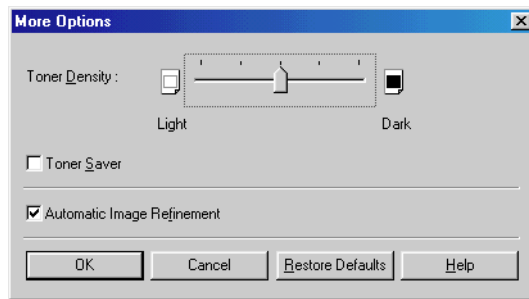 More Options
Toner Density :
Light Dark
Toner Saver
Automatic Image Refinement
OK Cancel Restore Defaults Help